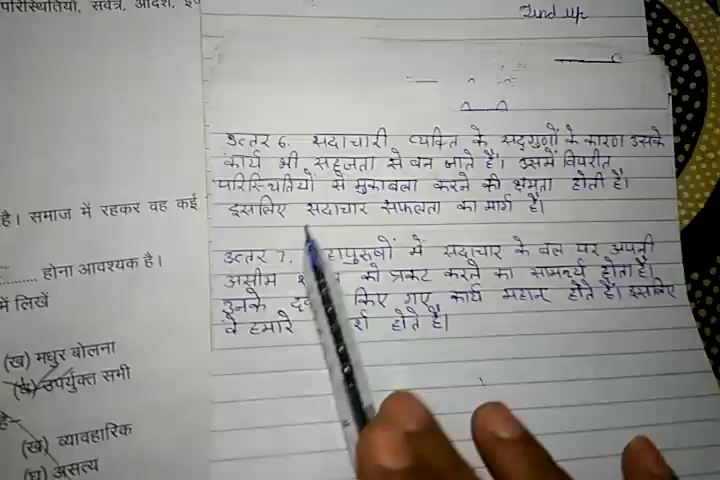 परिस्थितियों, सर्वत्र, आदर्श,
उत्तर 6. सदाचारी व्यक्ति के सद्गुणों के कारण उसके
कार्य भी सहजता से बन जाते हैं। उसमें विपरीत
परिस्थितियों से मुकाबला करने की क्षमता होती है।
इसलिए सदाचार सफलता का मार्ग है।
उत्तर 7. में सदाचार के बल पर अपनी
असीम को प्रकट करने का सामर्थ्य होता है।
उनके किए गए कार्य महान् होते हैं। इसलिए
वे हमारे होते हैं।
है। समाज में रहकर वह कई
होना आवश्यक है।
में लिखें
(ख) मधुर बोलना
उपर्युक्त सभी
(ख) व्यावहारिक
(घ) असत्य